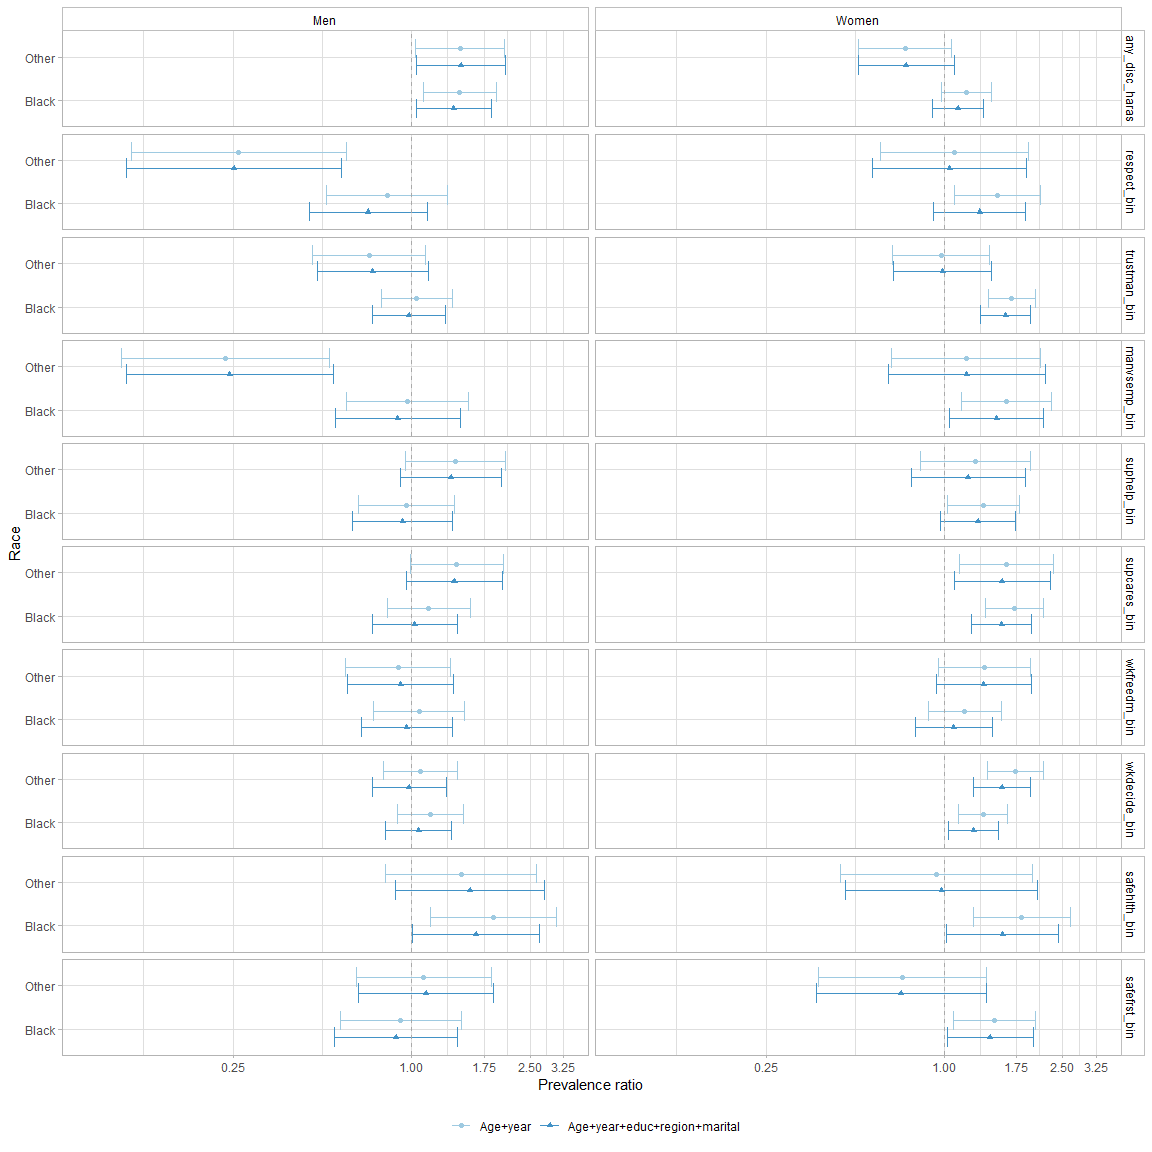 Men
Women
Other
Black
any_disc_haras
Other
Black
respect_bin
Other
Black
trustman_bin
Other
Black
manvsemp_bin
Other
Black
suphelp_bin
Other
Black
supcares_bin
Other
Black
wkfreedm_bin
Other
Black
wkdecide_bin
Other
Black
safehlth_bin
Other
Black
safefrst_bin
Race
0.25 1.00 1.75 2.50 3.25
0.25 1.00 1.75 2.50 3.25
Prevalence ratio
Age+year Age+year+educ+region+marital